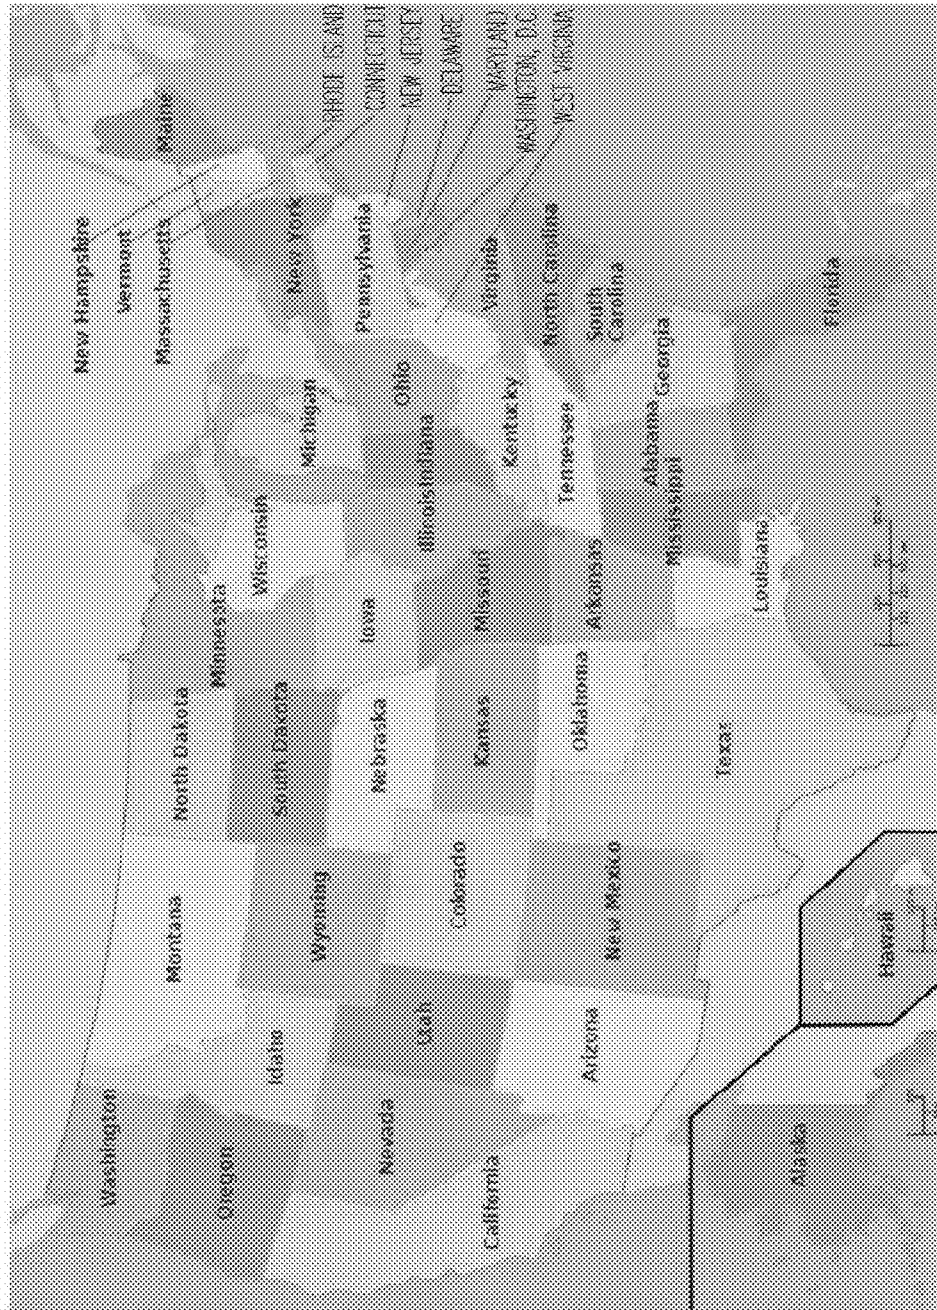 New Hampshire
Vermont
Massachusetts
Maine
Washington
Montana
North Dakota
Minnesata
Oregon
Idaho
Wyoming
South Dakota
Wisconsin
Michigan
New York
RHODE ISLAND
CONNECTICUT
NEW JERSEY
DELAWARE
MARYLAND
WASHINGTON, D.C.
WEST VIRGINIA
Nevada
Utah
Colorado
Nebraska
Iowa
Illinois
Indiana
Ohio
Pennsylvania
California
Kansas
Missouri
Kentucky
Virginia
Arizona
New Mexico
Oklahoma
Arkansas
Tennessee
North Carolina
South
Carolina
Texas
Louisiana
Mississippi
Alabama
Georgia
Florida
Alaska
Hawaii